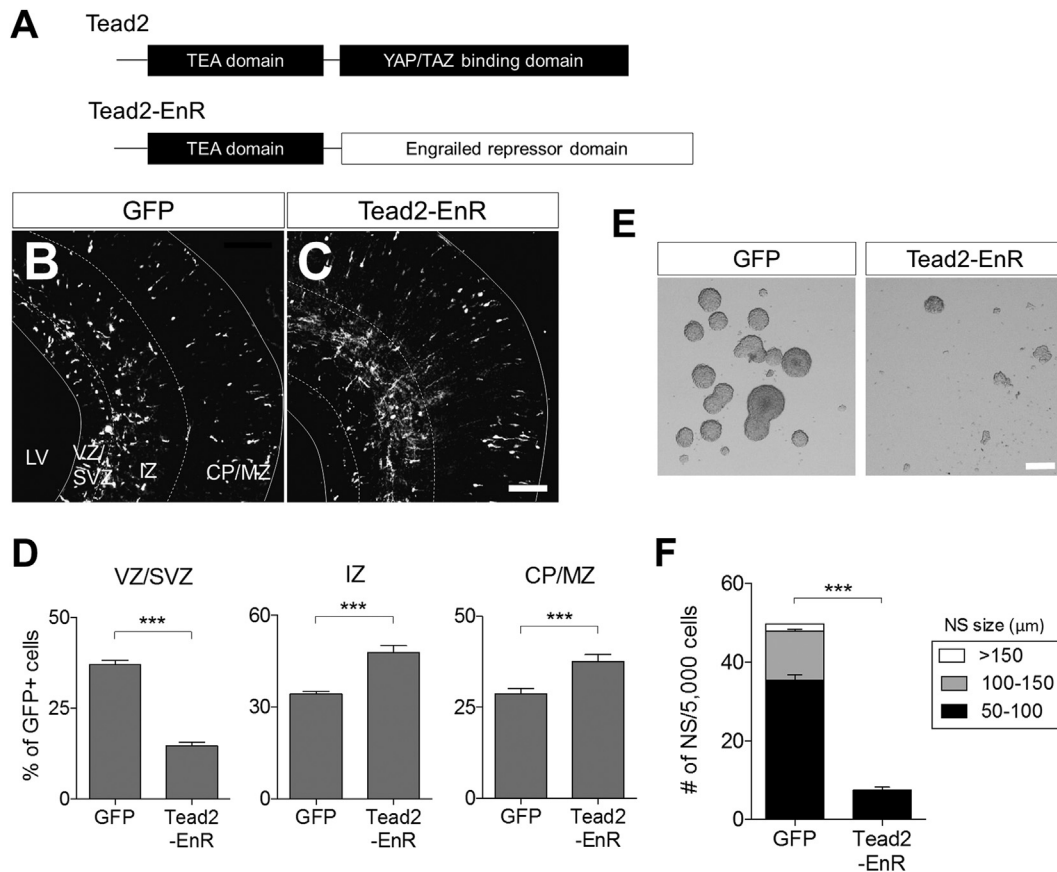 A
Tead2
TEA domain
YAP/TAZ binding domain
Tead2-EnR
TEA domain
Engrailed repressor domain
GFP
Tead2-EnR
B
C
LV
VZ/
SVZ
IZ
CP/MZ
E
GFP
Tead2-EnR
D
VZ/SVZ
IZ
CP/MZ
% of GFP+ cells
50
25
0
***
GFP
Tead2
-EnR
60
30
0
***
GFP
Tead2
-EnR
50
25
0
***
GFP
Tead2
-EnR
F
# of NS/5,000 cells
60
40
20
0
***
GFP
Tead2
-EnR
NS size (μm)
>150
100-150
50-100